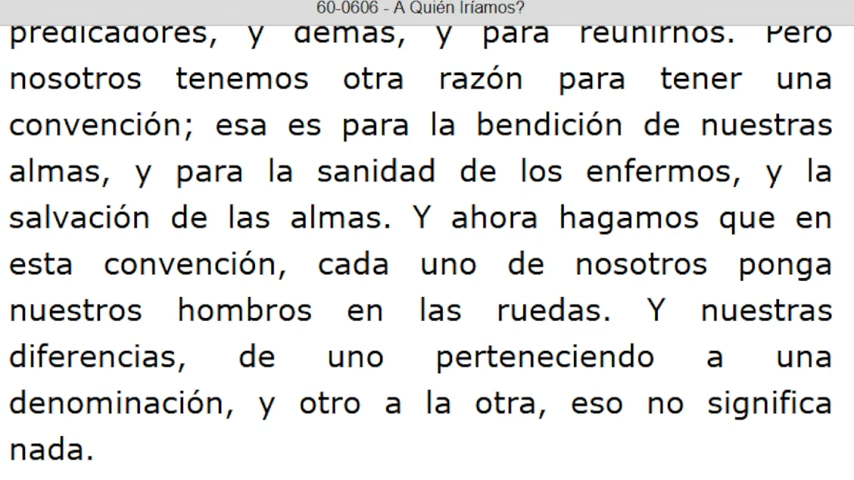 60-0606 - A Quién Iríamos?
predicadores, y demás, y para reunirnos. Pero
nosotros tenemos otra razón para tener una
convención; esa es para la bendición de nuestras
almas, y para la sanidad de los enfermos, y la
salvación de las almas. Y ahora hagamos que en
esta convención, cada uno de nosotros ponga
nuestros hombros en las ruedas. Y nuestras
diferencias, de uno perteneciendo a una
denominación, y otro a la otra, eso no significa
nada.